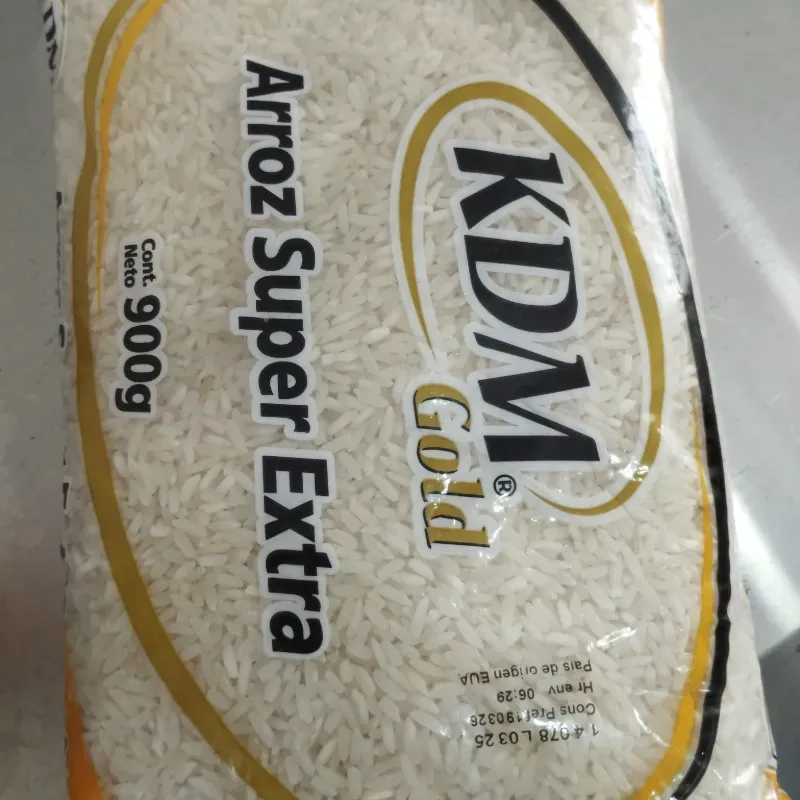 KDM®
Gold
Arroz Super Extra
Cont.
Neto 900g
1 4 078 L 03 25
Cons Pref 190326
Hr env 06:29
País de origen EUA